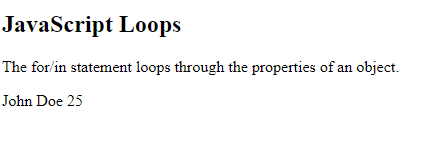 JavaScript Loops
The for/in statement loops through the properties of an object.
John Doe 25